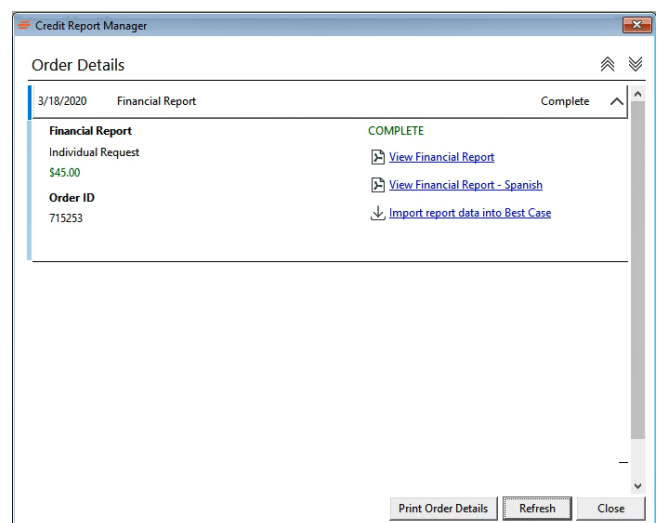 Credit Report Manager
Order Details
3/18/2020 Financial Report Complete
Financial Report COMPLETE
Individual Request View Financial Report
$45.00 View Financial Report - Spanish
Order ID
715253 Import report data into Best Case
Print Order Details Refresh Close